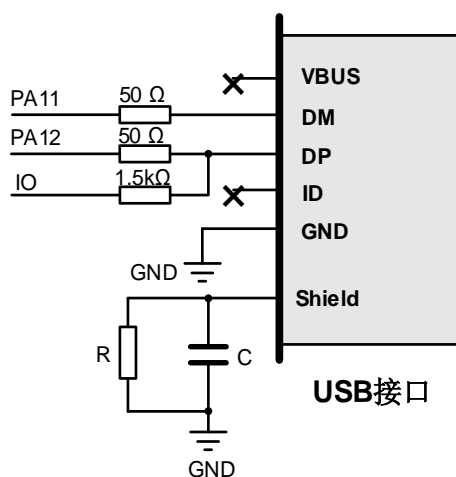 VBUS
PA11
50 Ω
DM
PA12
50 Ω
DP
IO
1.5kΩ
ID
GND
GND
Shield
R
C
USB接口
GND